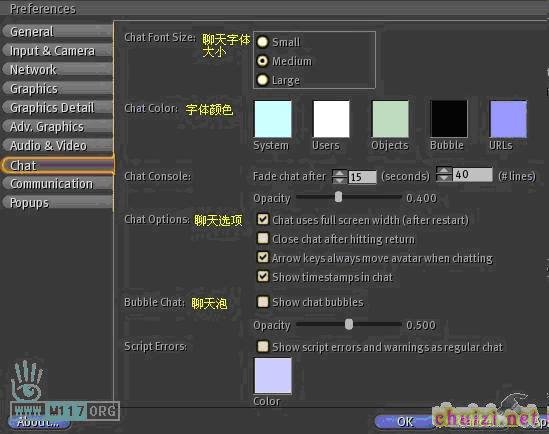 Preferences
General
Input & Camera
Network
Graphics
Graphics Detail
Adv. Graphics
Audio & Video
Chat
Communication
Popups
Chat Font Size: 聊天字体大小
Small
Medium
Large
Chat Color: 字体颜色
System Users Objects Bubble URLs
Chat Console: Fade chat after 15 (seconds) 40 (# lines)
Opacity 0.400
Chat Options: 聊天选项
Chat uses full screen width (after restart)
Close chat after hitting return
Arrow keys always move avatar when chatting
Show timestamps in chat
Bubble Chat: 聊天泡
Show chat bubbles
Opacity 0.500
Script Errors: Show script errors and warnings as regular chat
Color
www M117 ORG
About...
OK
cheizi.net